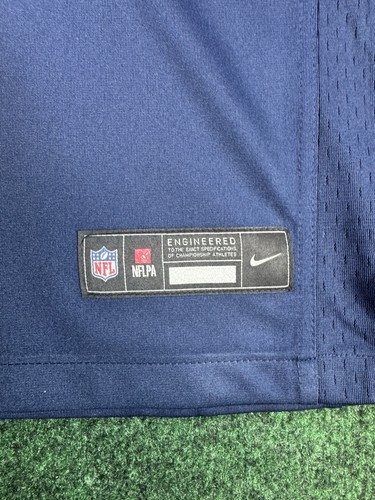 NFL
NFLPA
ENGINEERED
TO THE EXACT SPECIFICATIONS
OF CHAMPIONSHIP ATHLETES